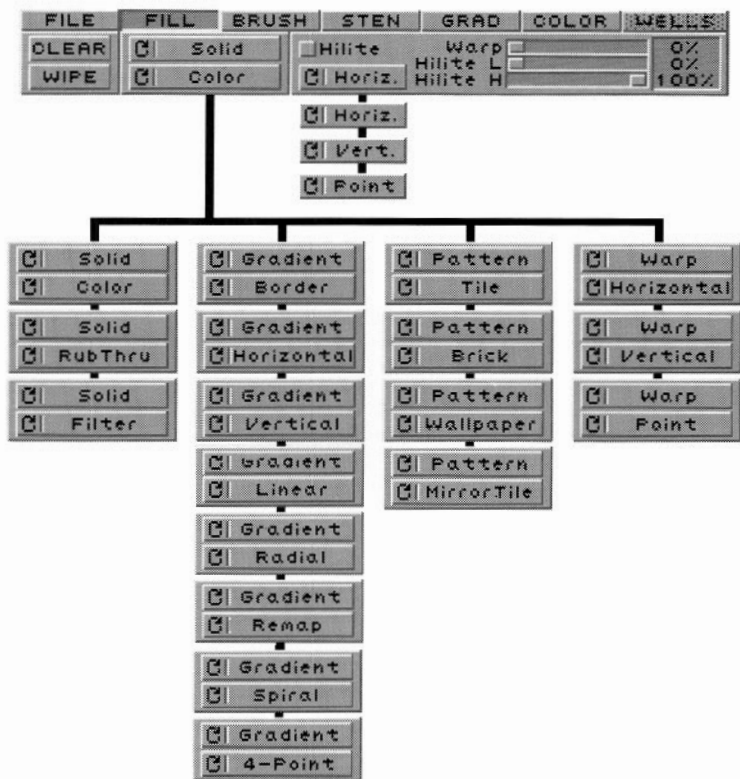 FILE FILL BRUSH STEN GRAD COLOR WELLS
CLEAR Solid Hilite Warp 0%
Hilite L 0%
WIPE Color Horiz. Hilite H 100%
Horiz.
Vert.
Point
Solid Gradient Pattern Warp
Color Border Tile Horizontal
Solid Gradient Pattern Warp
RubThru Horizontal Brick Vertical
Solid Gradient Pattern Warp
Filter Vertical Wallpaper Point
Gradient Pattern
Linear MirrorTile
Gradient
Radial
Gradient
Remap
Gradient
Spiral
Gradient
4-Point